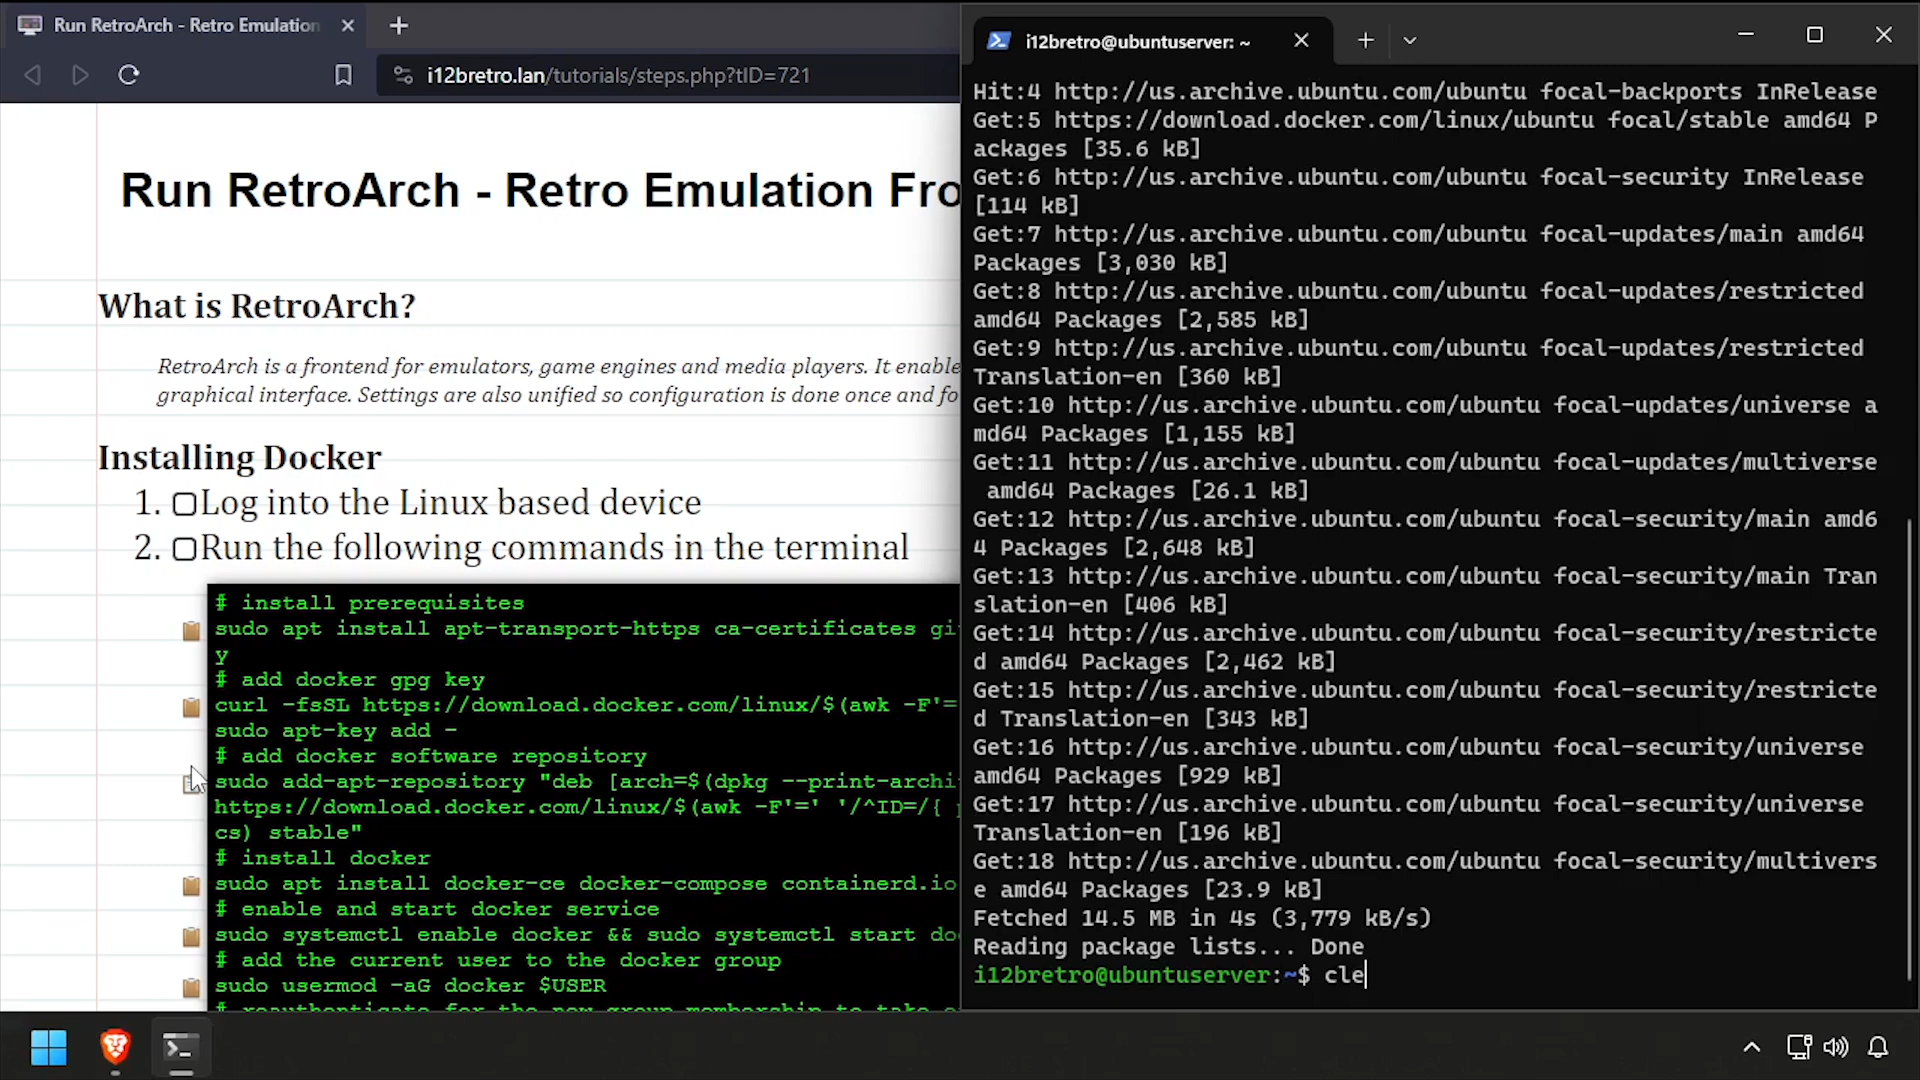 Run RetroArch - Retro Emulation
i12bretro.lan/tutorials/steps.php?tID=721
Run RetroArch - Retro Emulation Fro
What is RetroArch?
RetroArch is a frontend for emulators, game engines and media players. It enable
graphical interface. Settings are also unified so configuration is done once and fo
Installing Docker
1. Log into the Linux based device
2. Run the following commands in the terminal
# install prerequisites
sudo apt install apt-transport-https ca-certificates gi
y
# add docker gpg key
curl -fsSL https://download.docker.com/linux/$(awk -F'=
sudo apt-key add -
# add docker software repository
sudo add-apt-repository "deb [arch=$(dpkg --print-archi
https://download.docker.com/linux/$(awk -F'=' '/^ID=/{ p
cs) stable"
# install docker
sudo apt install docker-ce docker-compose containerd.io
# enable and start docker service
sudo systemctl enable docker && sudo systemctl start do
# add the current user to the docker group
sudo usermod -aG docker $USER
# reauthenticate for the new group membership to take e
i12bretro@ubuntuserver: ~
Hit:4 http://us.archive.ubuntu.com/ubuntu focal-backports InRelease
Get:5 https://download.docker.com/linux/ubuntu focal/stable amd64 P
ackages [35.6 kB]
Get:6 http://us.archive.ubuntu.com/ubuntu focal-security InRelease
[114 kB]
Get:7 http://us.archive.ubuntu.com/ubuntu focal-updates/main amd64
Packages [3,030 kB]
Get:8 http://us.archive.ubuntu.com/ubuntu focal-updates/restricted
amd64 Packages [2,585 kB]
Get:9 http://us.archive.ubuntu.com/ubuntu focal-updates/restricted
Translation-en [360 kB]
Get:10 http://us.archive.ubuntu.com/ubuntu focal-updates/universe a
md64 Packages [1,155 kB]
Get:11 http://us.archive.ubuntu.com/ubuntu focal-updates/multiverse
amd64 Packages [26.1 kB]
Get:12 http://us.archive.ubuntu.com/ubuntu focal-security/main amd6
4 Packages [2,648 kB]
Get:13 http://us.archive.ubuntu.com/ubuntu focal-security/main Tran
slation-en [406 kB]
Get:14 http://us.archive.ubuntu.com/ubuntu focal-security/restricte
d amd64 Packages [2,462 kB]
Get:15 http://us.archive.ubuntu.com/ubuntu focal-security/restricte
d Translation-en [343 kB]
Get:16 http://us.archive.ubuntu.com/ubuntu focal-security/universe
amd64 Packages [929 kB]
Get:17 http://us.archive.ubuntu.com/ubuntu focal-security/universe
Translation-en [196 kB]
Get:18 http://us.archive.ubuntu.com/ubuntu focal-security/multivers
e amd64 Packages [23.9 kB]
Fetched 14.5 MB in 4s (3,779 kB/s)
Reading package lists... Done
i12bretro@ubuntuserver:~$ cle